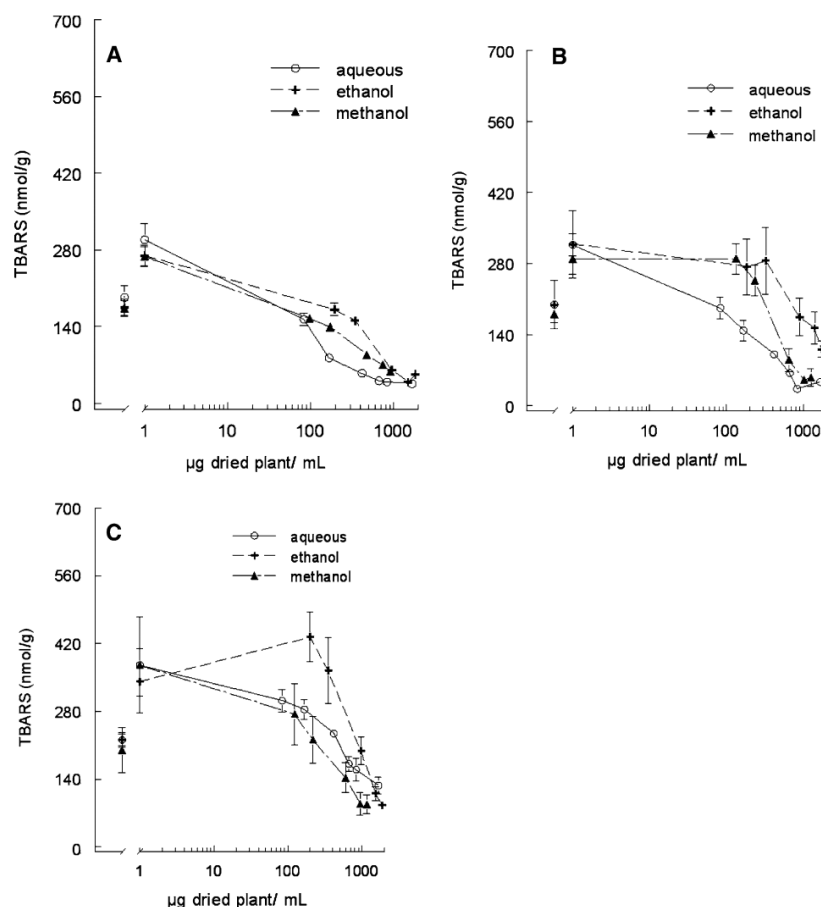 A
aqueous
ethanol
methanol
TBARS (nmol/g)
700
560
420
280
140
0
1
10
100
1000
µg dried plant/ mL
B
aqueous
ethanol
methanol
TBARS (nmol/g)
700
560
420
280
140
0
1
10
100
1000
µg dried plant/ mL
C
aqueous
ethanol
methanol
TBARS (nmol/g)
700
560
420
280
140
0
1
10
100
1000
µg dried plant/ mL